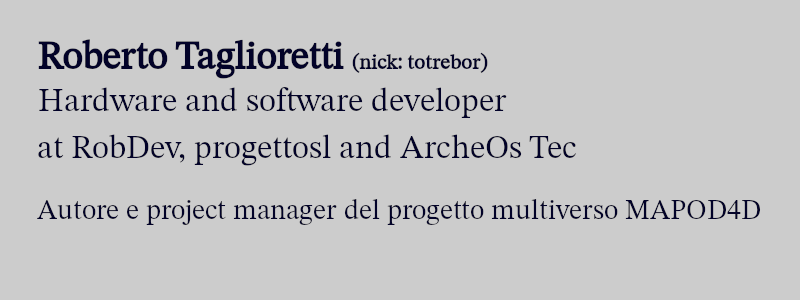 Roberto Taglioretti (nick: totrebor)
Hardware and software developer
at RobDev, progettosl and ArcheOs Tec
Autore e project manager del progetto multiverso MAPOD4D